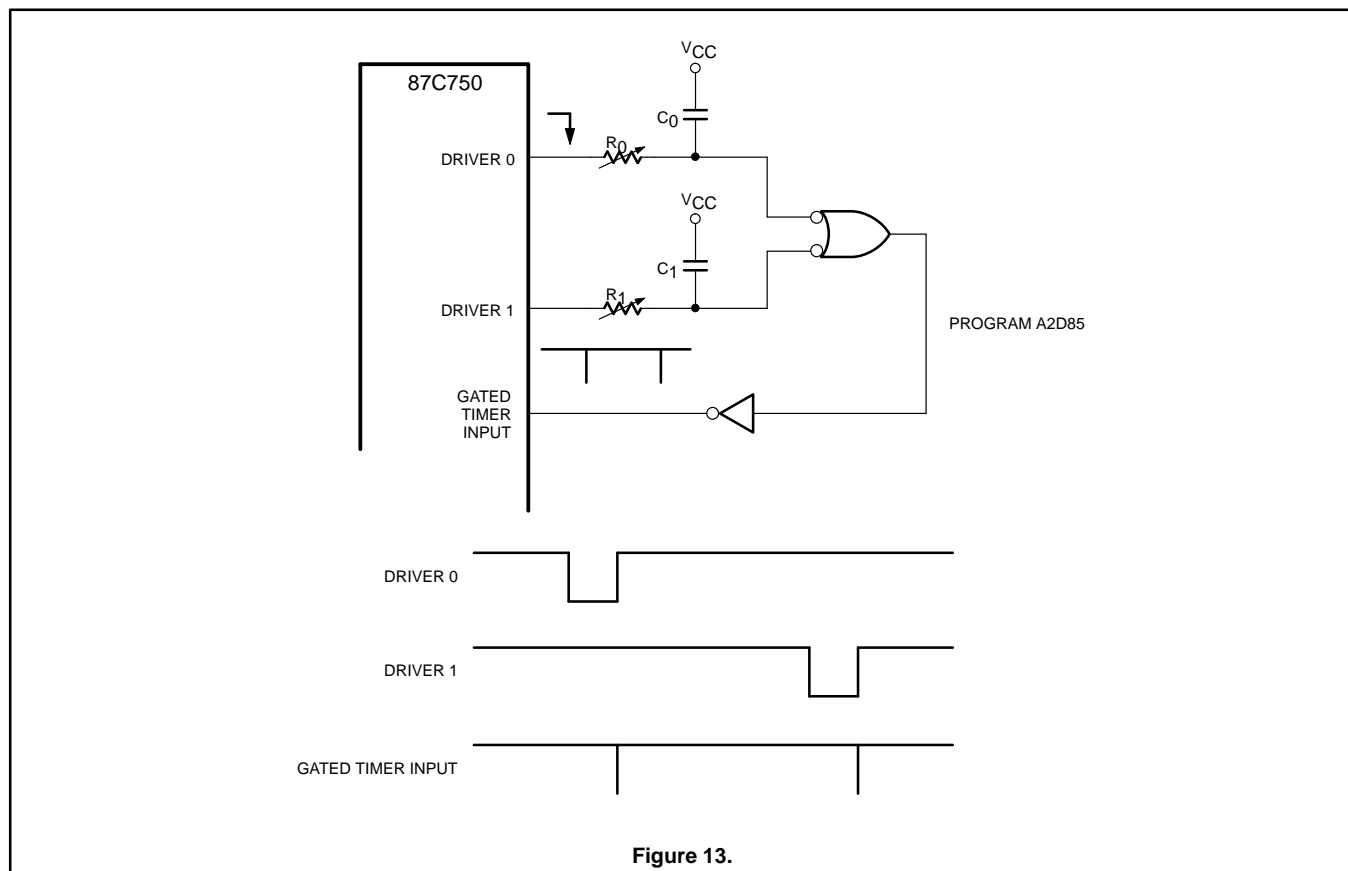 VCC
87C750
C0
R0
DRIVER 0
VCC
C1
R1
DRIVER 1
PROGRAM A2D85
GATED
TIMER
INPUT
DRIVER 0
DRIVER 1
GATED TIMER INPUT
Figure 13.